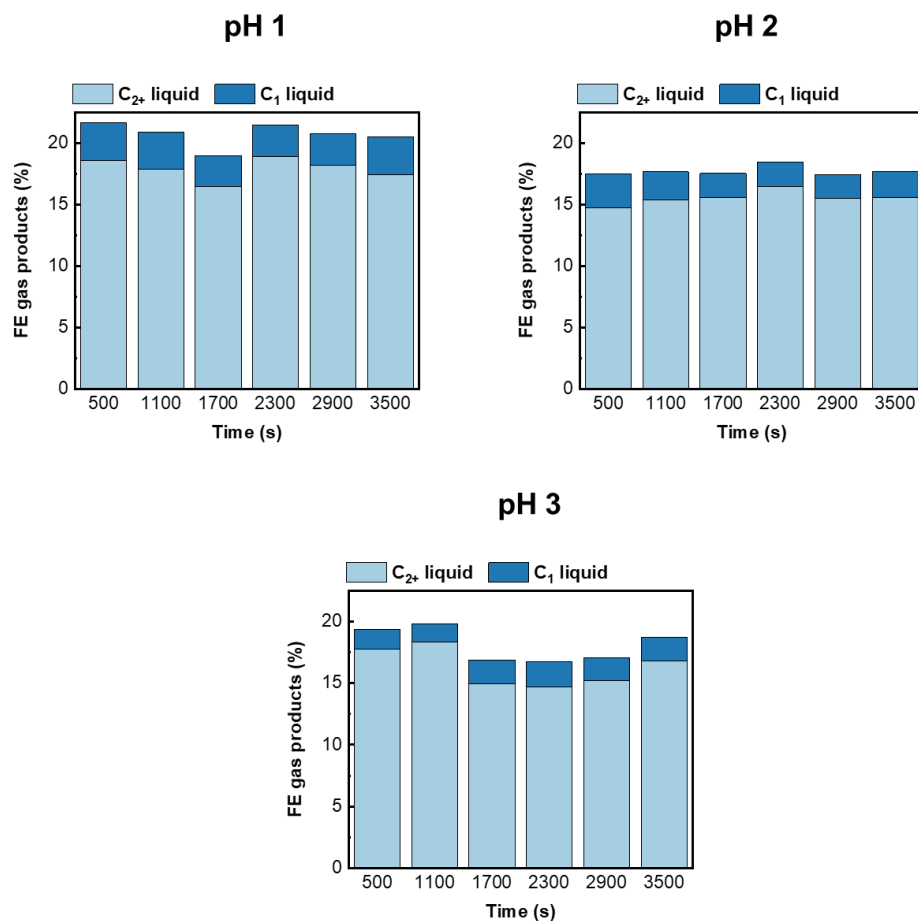 pH 1
C₂₊ liquid C₁ liquid
FE gas products (%)
20
15
10
5
0
500 1100 1700 2300 2900 3500
Time (s)
pH 2
C₂₊ liquid C₁ liquid
FE gas products (%)
20
15
10
5
0
500 1100 1700 2300 2900 3500
Time (s)
pH 3
C₂₊ liquid C₁ liquid
FE gas products (%)
20
15
10
5
0
500 1100 1700 2300 2900 3500
Time (s)